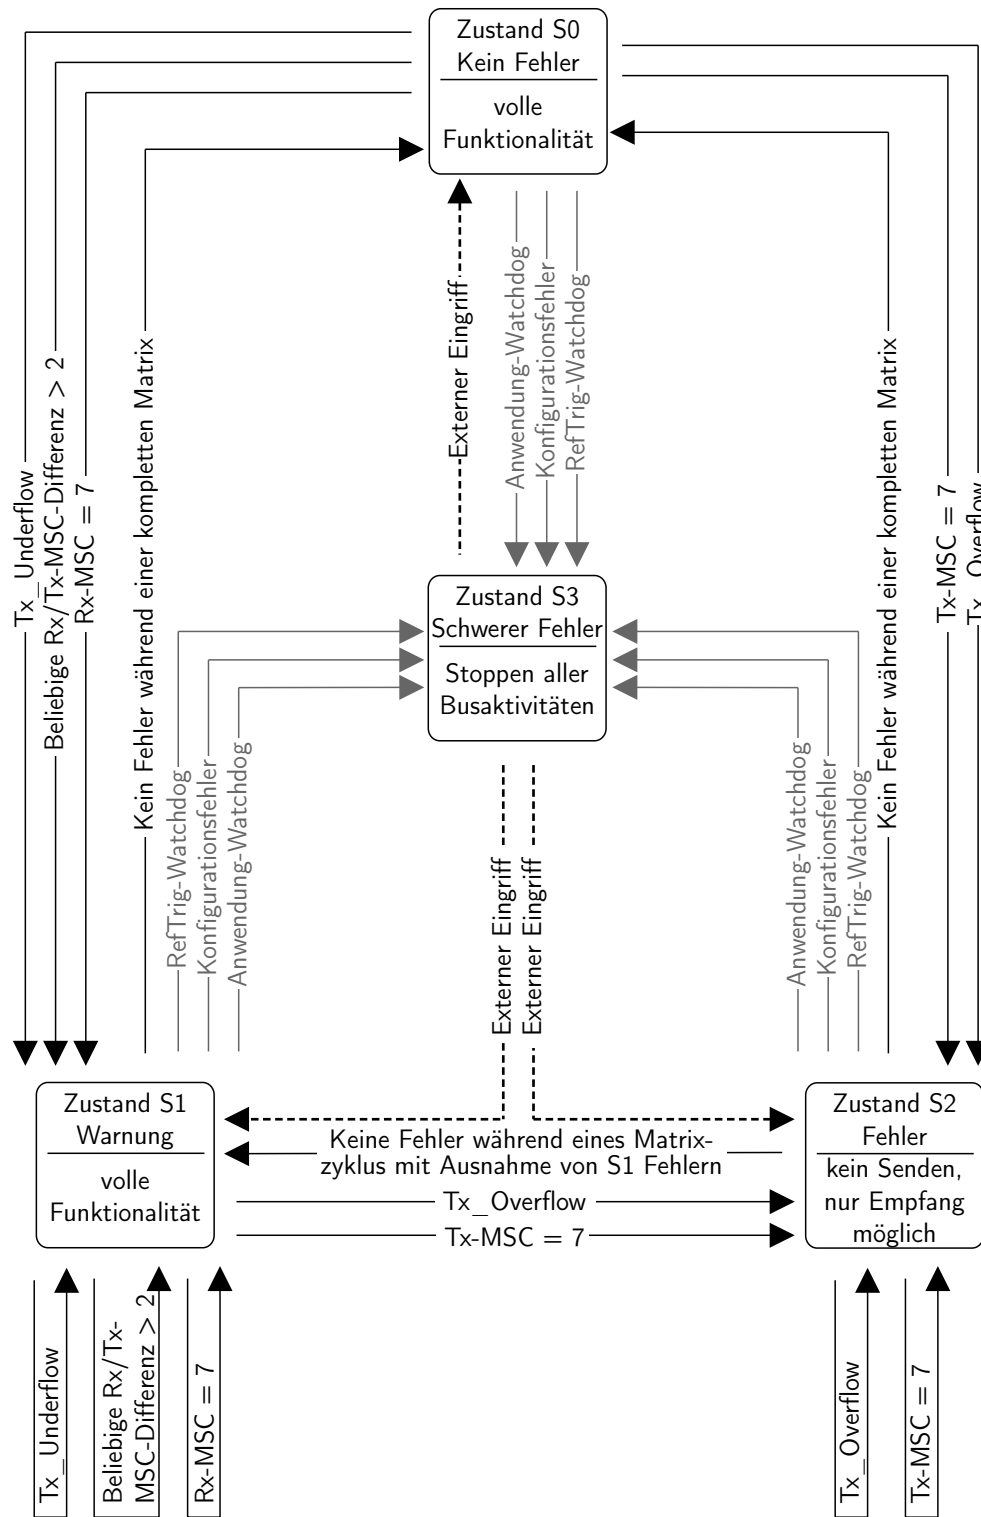 Zustand S0
Kein Fehler
volle
Funktionalität
Tx_Underflow
Beliebige Rx/Tx-MSC-Differenz > 2
Rx-MSC = 7
Kein Fehler während einer kompletten Matrix
Externer Eingriff
Anwendung-Watchdog
Konfigurationsfehler
RefTrig-Watchdog
Kein Fehler während einer kompletten Matrix
Tx-MSC = 7
Tx_Overflow
Zustand S3
Schwerer Fehler
Stoppen aller
Busaktivitäten
RefTrig-Watchdog
Konfigurationsfehler
Anwendung-Watchdog
Externer Eingriff
Externer Eingriff
Anwendung-Watchdog
Konfigurationsfehler
RefTrig-Watchdog
Zustand S1
Warnung
volle
Funktionalität
Keine Fehler während eines Matrix-
zyklus mit Ausnahme von S1 Fehlern
Tx_Overflow
Tx-MSC = 7
Zustand S2
Fehler
kein Senden,
nur Empfang
möglich
Tx_Underflow
Beliebige Rx/Tx-
MSC-Differenz > 2
Rx-MSC = 7
Tx_Overflow
Tx-MSC = 7